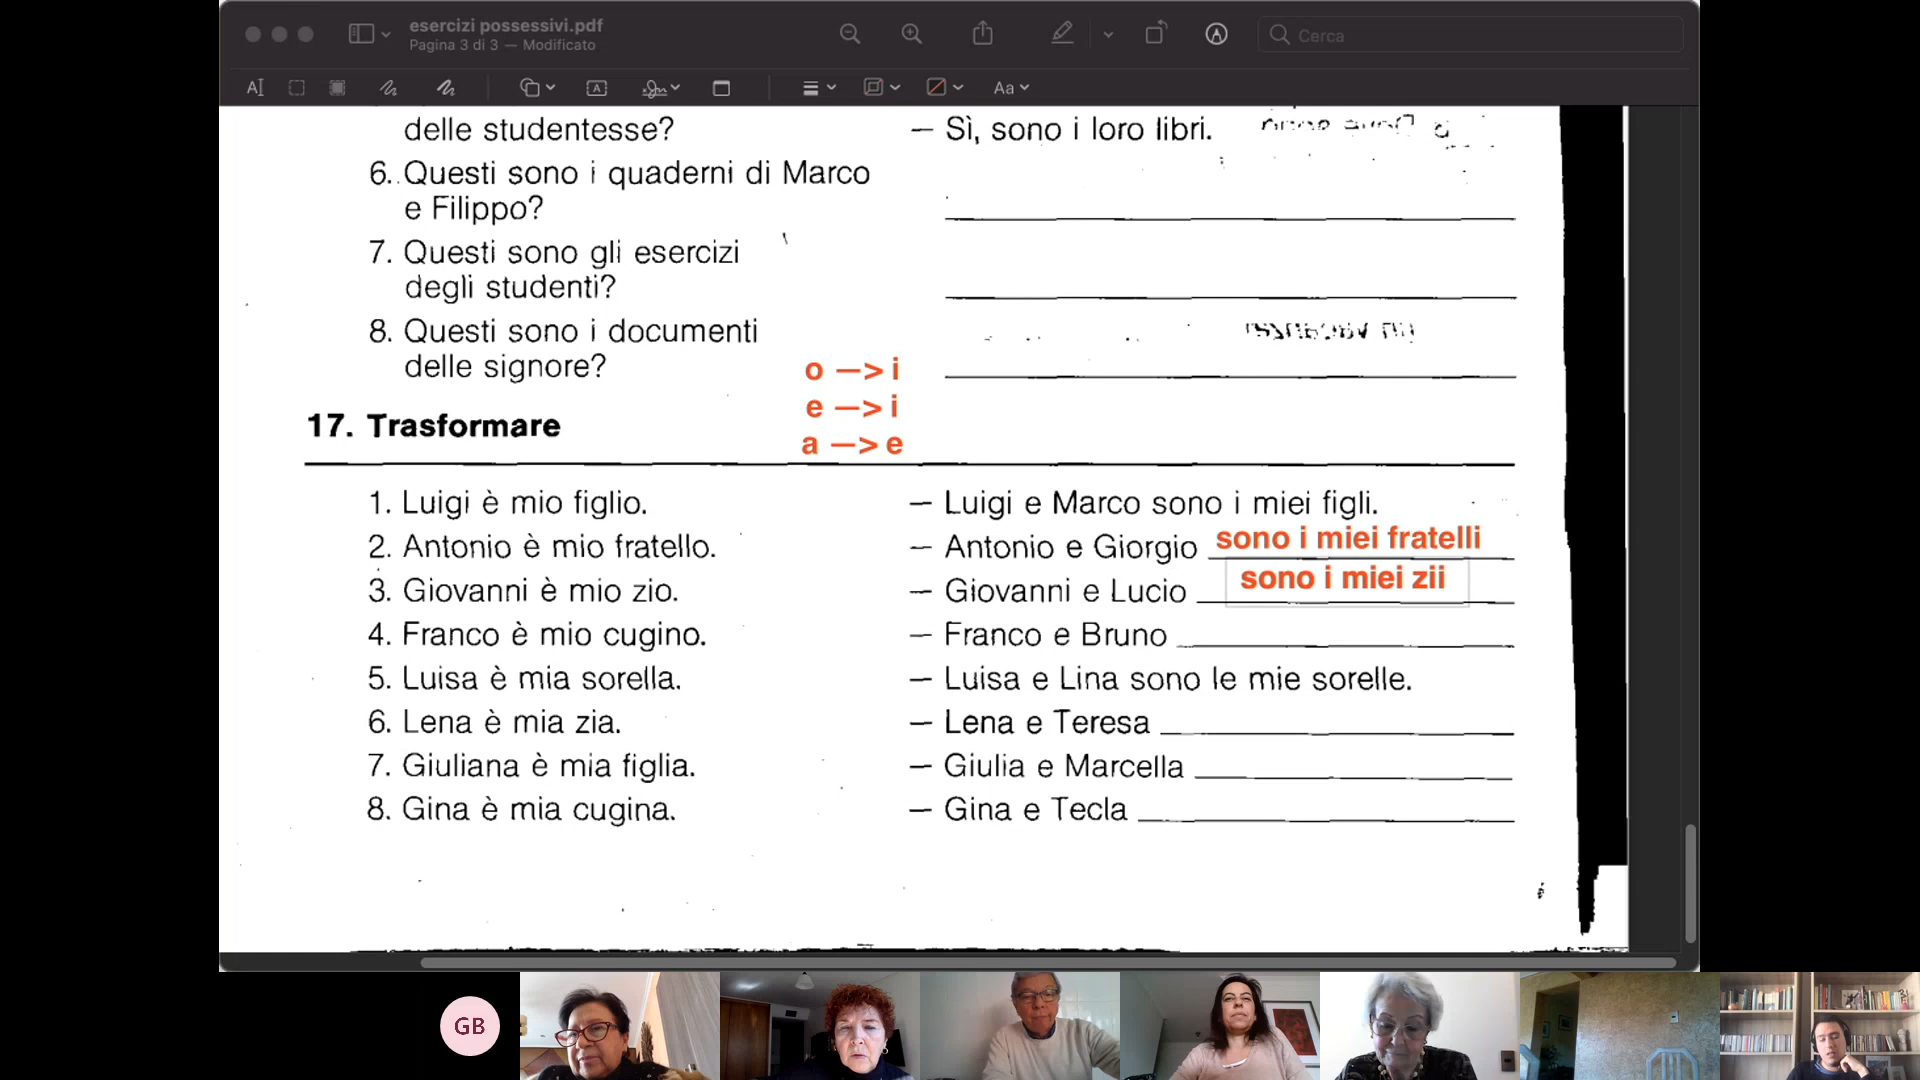 esercizi possessivi.pdf
Pagina 3 di 3 — Modificato
Cerca
Aa
delle studentesse?
— Sì, sono i loro libri.
6. Questi sono i quaderni di Marco
e Filippo?
7. Questi sono gli esercizi
degli studenti?
8. Questi sono i documenti
delle signore?
o —> i
e —> i
a —> e
17. Trasformare
1. Luigi è mio figlio.
— Luigi e Marco sono i miei figli.
2. Antonio è mio fratello.
— Antonio e Giorgio sono i miei fratelli
3. Giovanni è mio zio.
— Giovanni e Lucio sono i miei zii
4. Franco è mio cugino.
— Franco e Bruno
5. Luisa è mia sorella.
— Luisa e Lina sono le mie sorelle.
6. Lena è mia zia.
— Lena e Teresa
7. Giuliana è mia figlia.
— Giulia e Marcella
8. Gina è mia cugina.
— Gina e Tecla
GB